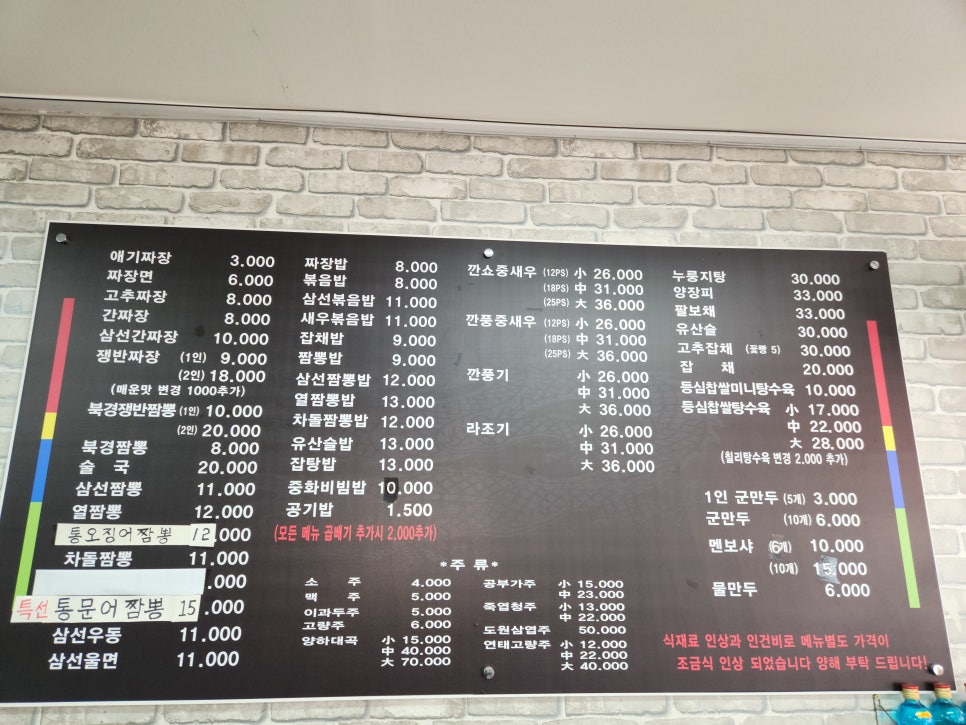 애기짜장 3.000
짜장면 6.000
고추짜장 8.000
간짜장 8.000
삼선간짜장 10.000
쟁반짜장 (1인) 9.000
(2인) 18.000
(매운맛 변경 1000추가)
북경쟁반짬뽕 (1인) 10.000
(2인) 20.000
북경짬뽕 8.000
술 국 20.000
삼선짬뽕 11.000
열짬뽕 12.000
통오징어짬뽕 12.000
차돌짬뽕 11.000
.000
특선 통문어짬뽕 15.000
삼선우동 11.000
삼선울면 11.000
짜장밥 8.000
볶음밥 8.000
삼선볶음밥 11.000
새우볶음밥 11.000
잡채밥 9.000
짬뽕밥 9.000
삼선짬뽕밥 12.000
열짬뽕밥 13.000
차돌짬뽕밥 12.000
유산슬밥 13.000
잡탕밥 13.000
중화비빔밥 10.000
공기밥 1.500
(모든 메뉴 곱배기 추가시 2,000추가)
깐쇼중새우 (12PS) 小 26.000
(18PS) 中 31.000
(25PS) 大 36.000
깐풍중새우 (12PS) 小 26.000
(18PS) 中 31.000
(25PS) 大 36.000
깐풍기 小 26.000
中 31.000
大 36.000
라조기 小 26.000
中 31.000
大 36.000
누룽지탕 30.000
양장피 33.000
팔보채 33.000
유산슬 30.000
고추잡채 (꽃빵 5) 30.000
잡 채 20.000
등심찹쌀미니탕수육 10.000
등심찹쌀탕수육 小 17.000
中 22.000
大 28.000
(칠리탕수육 변경 2,000 추가)
1인 군만두 (5개) 3.000
군만두 (10개) 6.000
멘보샤 (6개) 10.000
(10개) 15.000
물만두 6.000
*주 류*
소 주 4.000
맥 주 5.000
이과두주 5.000
고량주 6.000
양하대곡 小 15.000
中 40.000
大 70.000
공부가주 小 15.000
中 23.000
죽엽청주 小 13.000
中 22.000
도원삼엽주 50.000
연태고량주 小 12.000
中 22.000
大 40.000
식재료 인상과 인건비로 메뉴별도 가격이
조금식 인상 되었습니다 양해 부탁 드립니다!